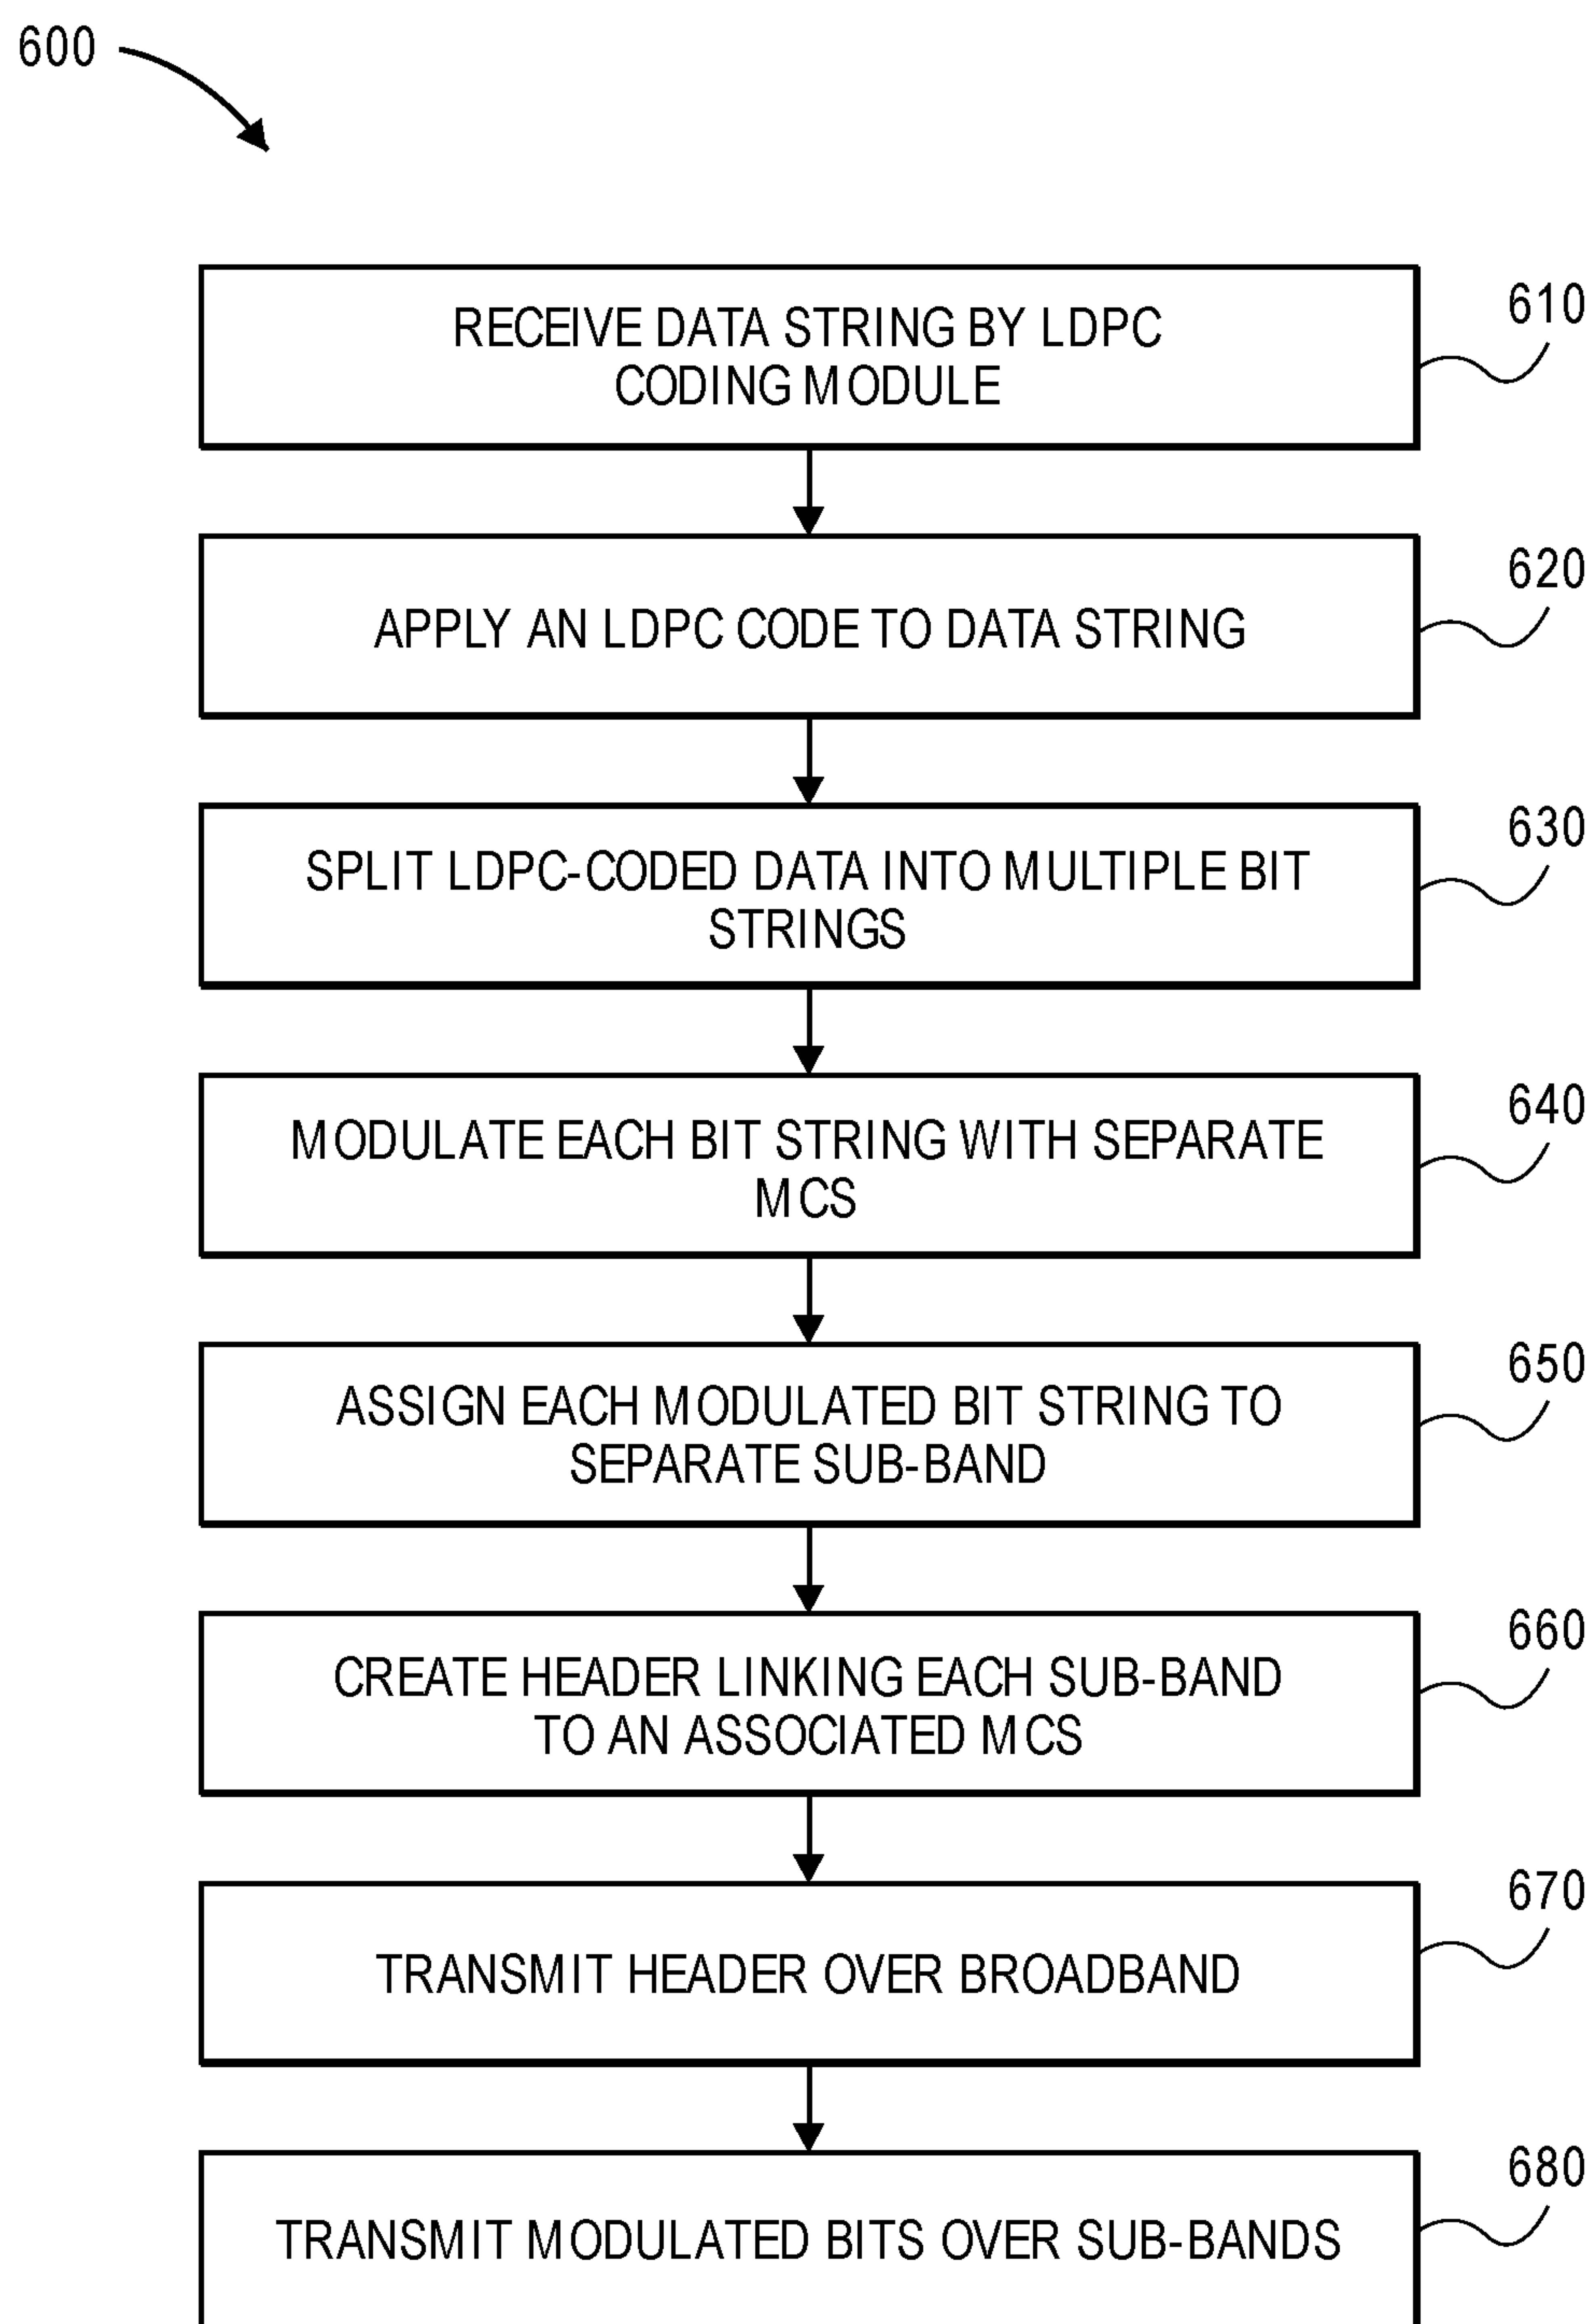 600
RECEIVE DATA STRING BY LDPC
CODING MODULE
610
APPLY AN LDPC CODE TO DATA STRING
620
SPLIT LDPC-CODED DATA INTO MULTIPLE BIT
STRINGS
630
MODULATE EACH BIT STRING WITH SEPARATE
MCS
640
ASSIGN EACH MODULATED BIT STRING TO
SEPARATE SUB-BAND
650
CREATE HEADER LINKING EACH SUB-BAND
TO AN ASSOCIATED MCS
660
TRANSMIT HEADER OVER BROADBAND
670
TRANSMIT MODULATED BITS OVER SUB-BANDS
680